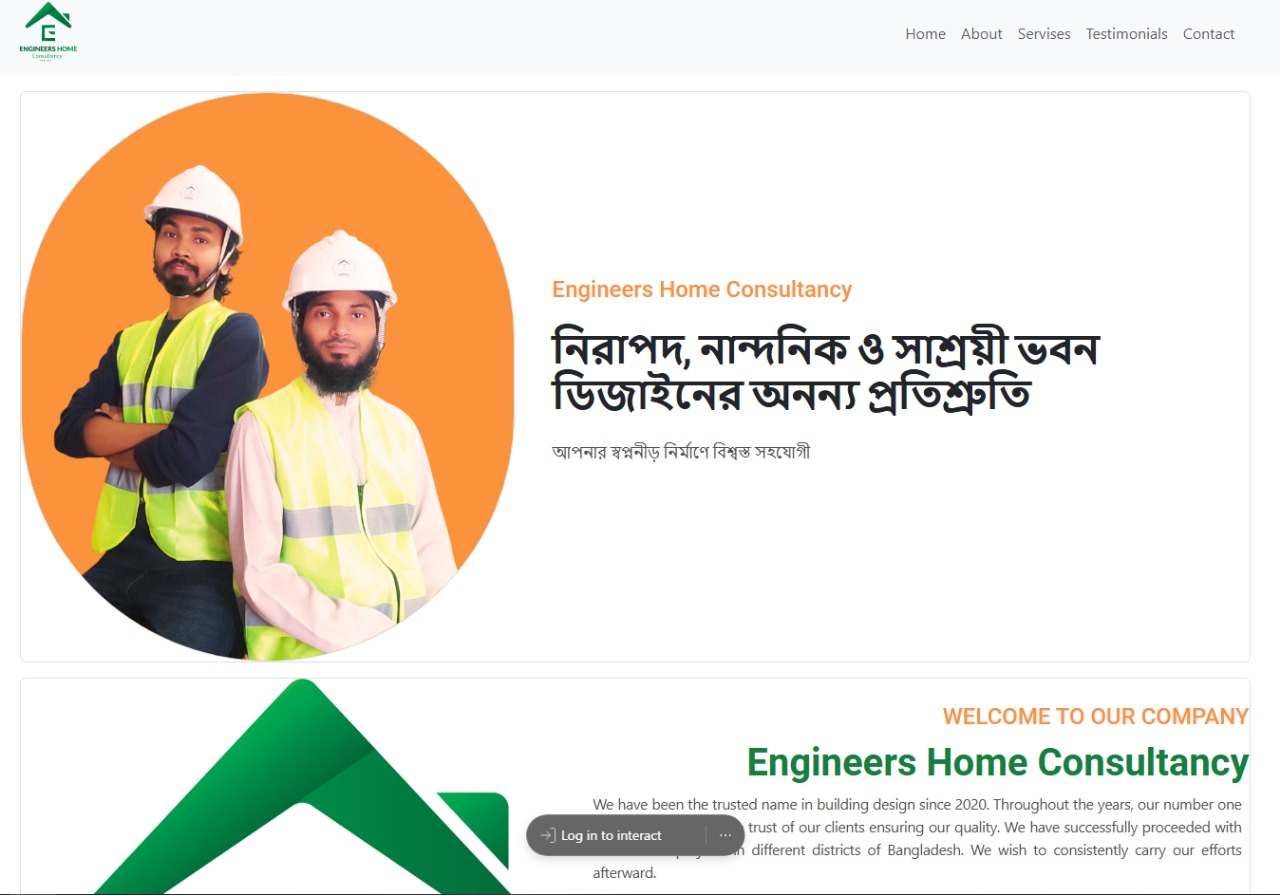 ENGINEERS HOME
Consultancy
Home About Servises Testimonials Contact
Engineers Home Consultancy
নিরাপদ, নান্দনিক ও সাশ্রয়ী ভবন
ডিজাইনের অনন্য প্রতিশ্রুতি
আপনার স্বপ্ননীড় নির্মাণে বিশ্বস্ত সহযোগী
WELCOME TO OUR COMPANY
Engineers Home Consultancy
We have been the trusted name in building design since 2020. Throughout the years, our number one
trust of our clients ensuring our quality. We have successfully proceeded with
Log in to interact
different districts of Bangladesh. We wish to consistently carry our efforts
afterward.